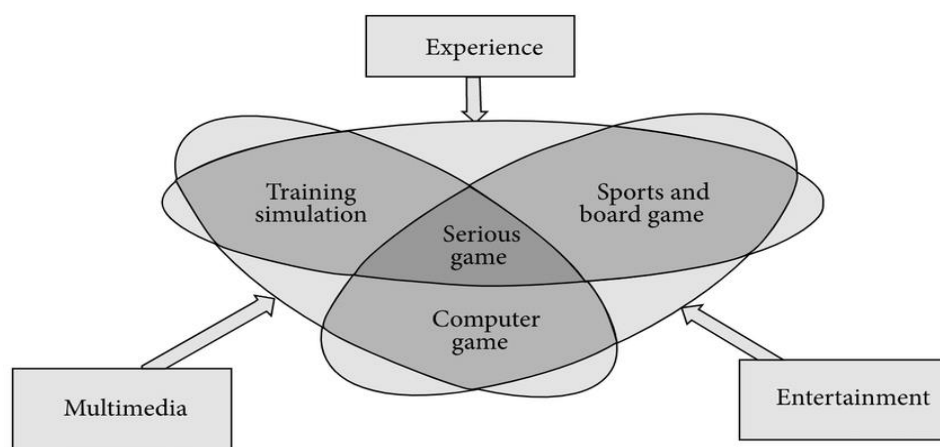 Experience
Training
simulation
Sports and
board game
Serious
game
Computer
game
Multimedia
Entertainment